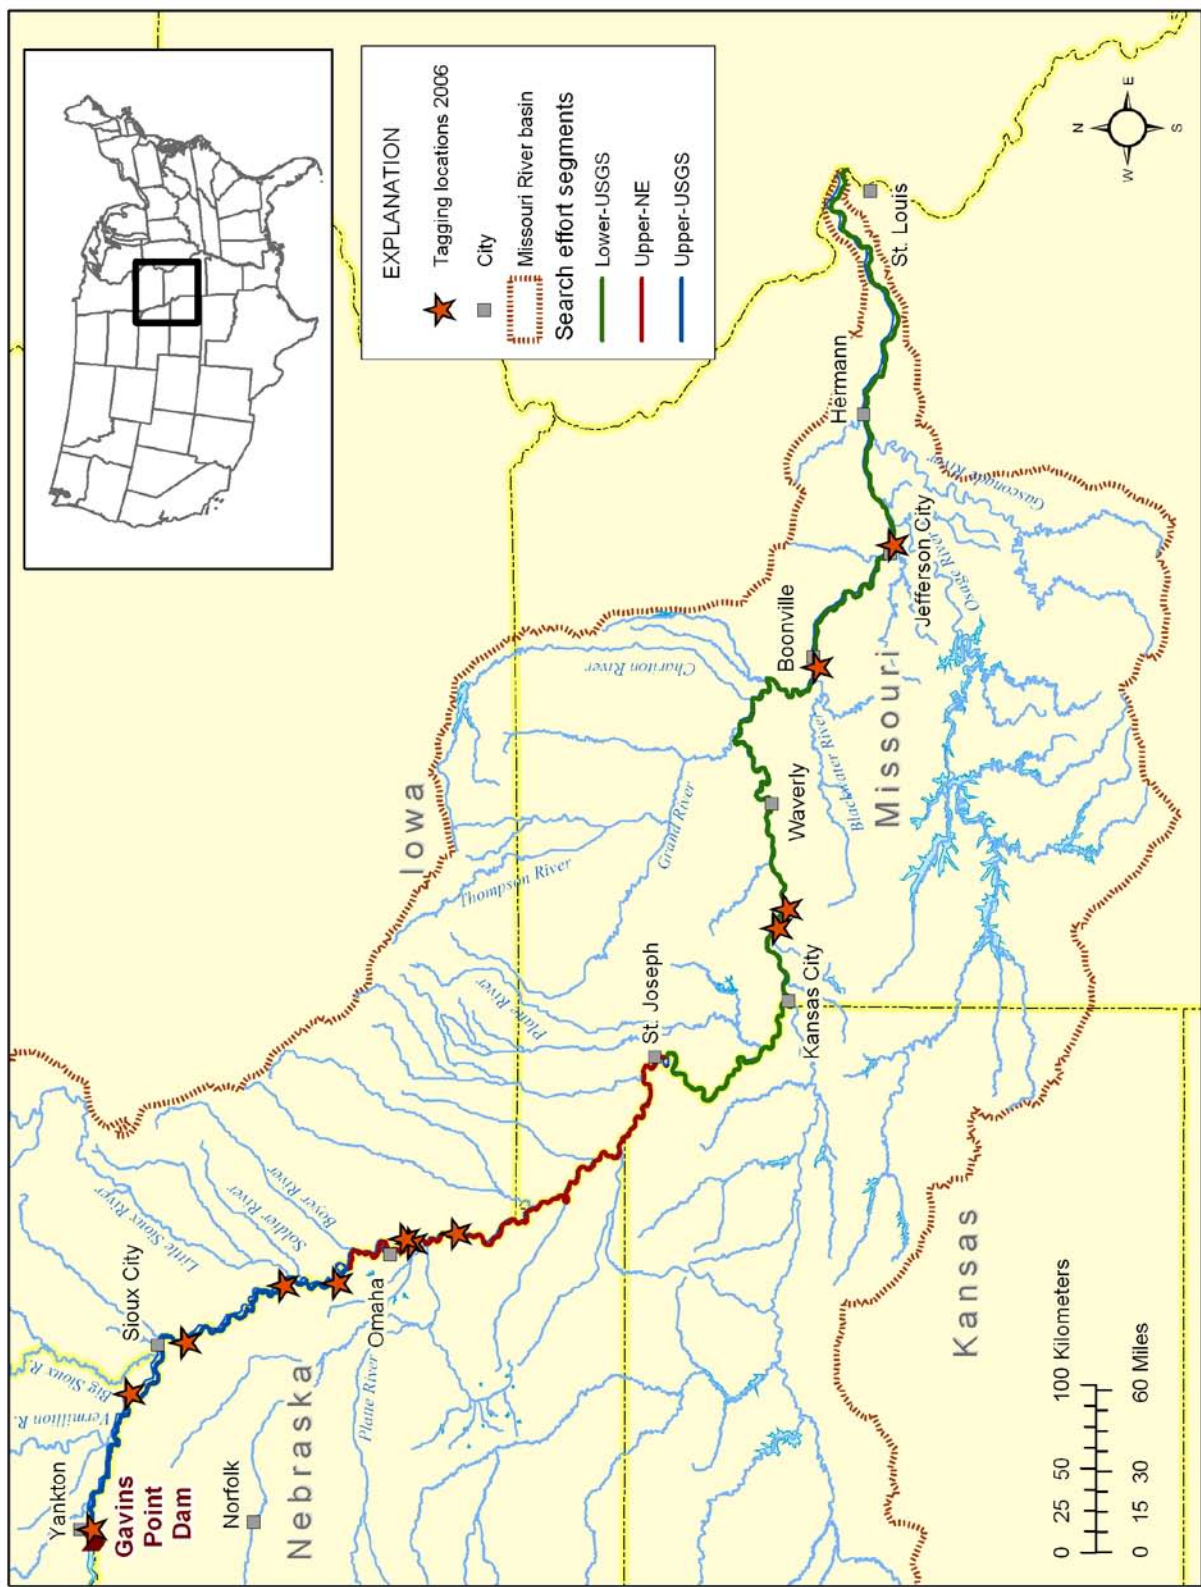 EXPLANATION
Tagging locations 2006
City
Missouri River basin
Search effort segments
Lower-USGS
Upper-NE
Upper-USGS
N
W
E
S
Yankton
Gavins
Point
Dam
Vermillion R.
Big Sioux R
Sioux City
Little Sioux River
Soldier River
Boyer River
Norfolk
Nebraska
Omaha
Platte River
Iowa
Thompson River
Platte River
Grand River
Chariton River
St. Joseph
Kansas City
Waverly
Boonville
Blackwater River
Missouri
Jefferson City
Osage River
Gasconade River
Hermann
St. Louis
Kansas
0 25 50 100 Kilometers
0 15 30 60 Miles